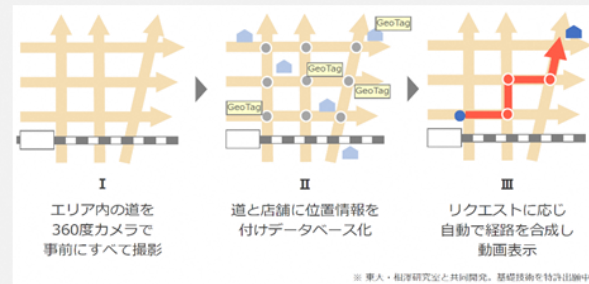 GeoTag
GeoTag
GeoTag
GeoTag
I
エリア内の道を
360度カメラで
事前にすべて撮影
II
道と店舗に位置情報を
付けデータベース化
III
リクエストに応じ
自動で経路を合成し
動画表示
※ 東大・相澤研究室と共同開発。基礎技術を特許出願中